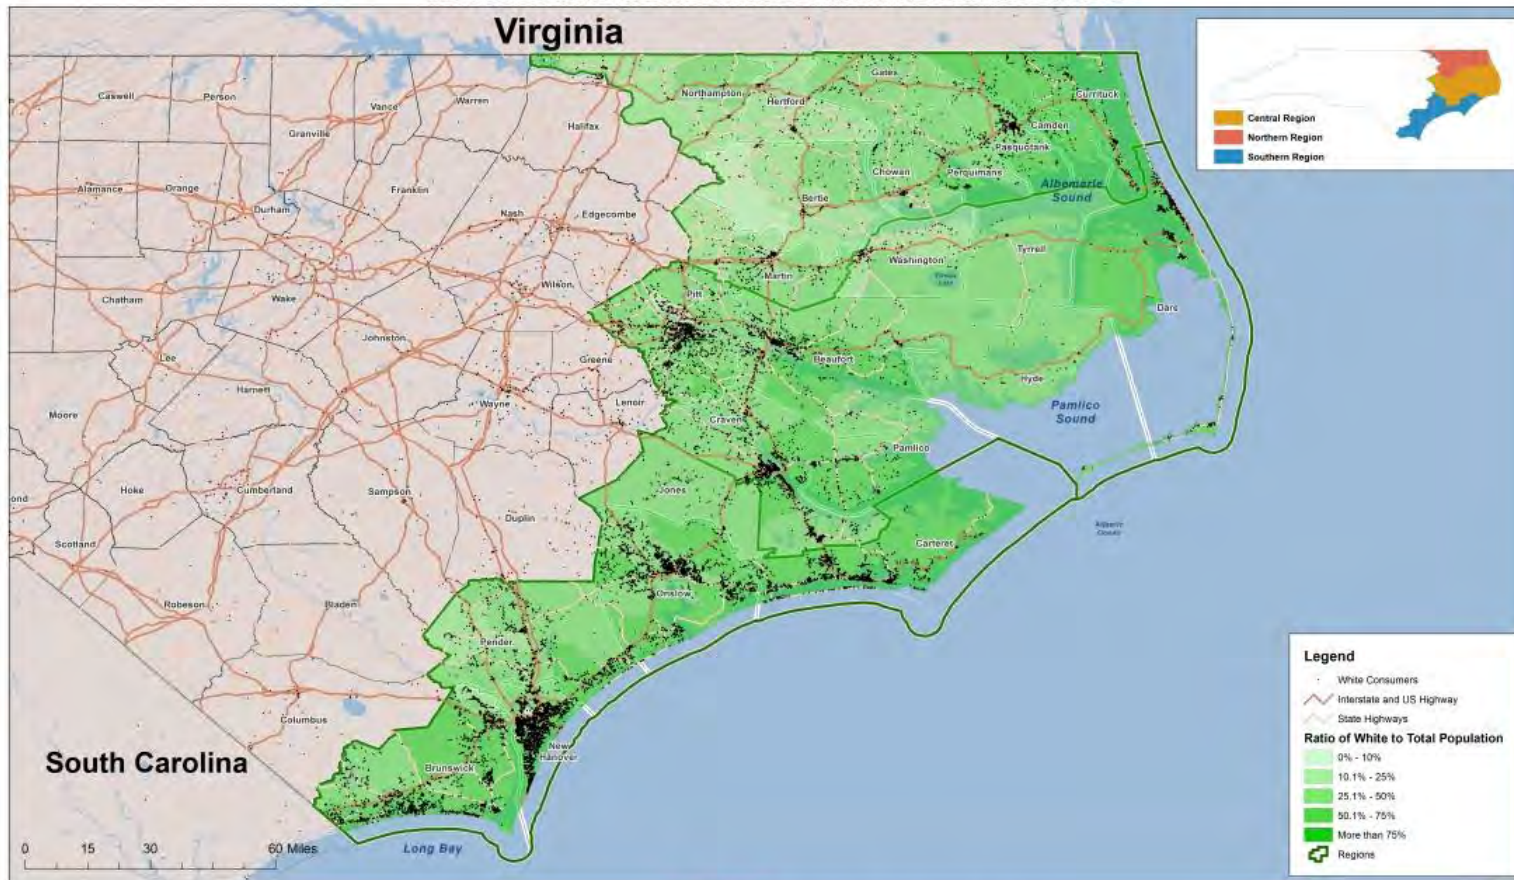 Virginia
Caswell
Person
Vance
Warren
Northampton
Hertford
Gates
Currituck
Camden
Pasquotank
Granville
Halifax
Alamance
Orange
Durham
Franklin
Nash
Edgecombe
Bertie
Chowan
Perquimans
Albemarle
Sound
Chatham
Wake
Wilson
Pitt
Martin
Washington
Tyrrell
Dare
Lee
Johnston
Greene
Beaufort
Hyde
Harnett
Moore
Wayne
Lenoir
Craven
Pamlico
Sound
Pamlico
Hoke
Cumberland
Sampson
Duplin
Jones
Scotland
Carteret
Atlantic
Ocean
Robeson
Bladen
Onslow
Pender
Columbus
New
Hanover
Brunswick
South Carolina
Long Bay
0 15 30 60 Miles
Central Region
Northern Region
Southern Region
Legend
White Consumers
Interstate and US Highway
State Highways
Ratio of White to Total Population
0% - 10%
10.1% - 25%
25.1% - 50%
50.1% - 75%
More than 75%
Regions